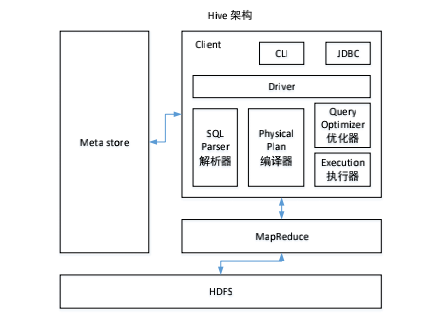 Hive 架构
Client
CLI
JDBC
Driver
Meta store
SQL
Parser
解析器
Physical
Plan
编译器
Query
Optimizer
优化器
Execution
执行器
MapReduce
HDFS